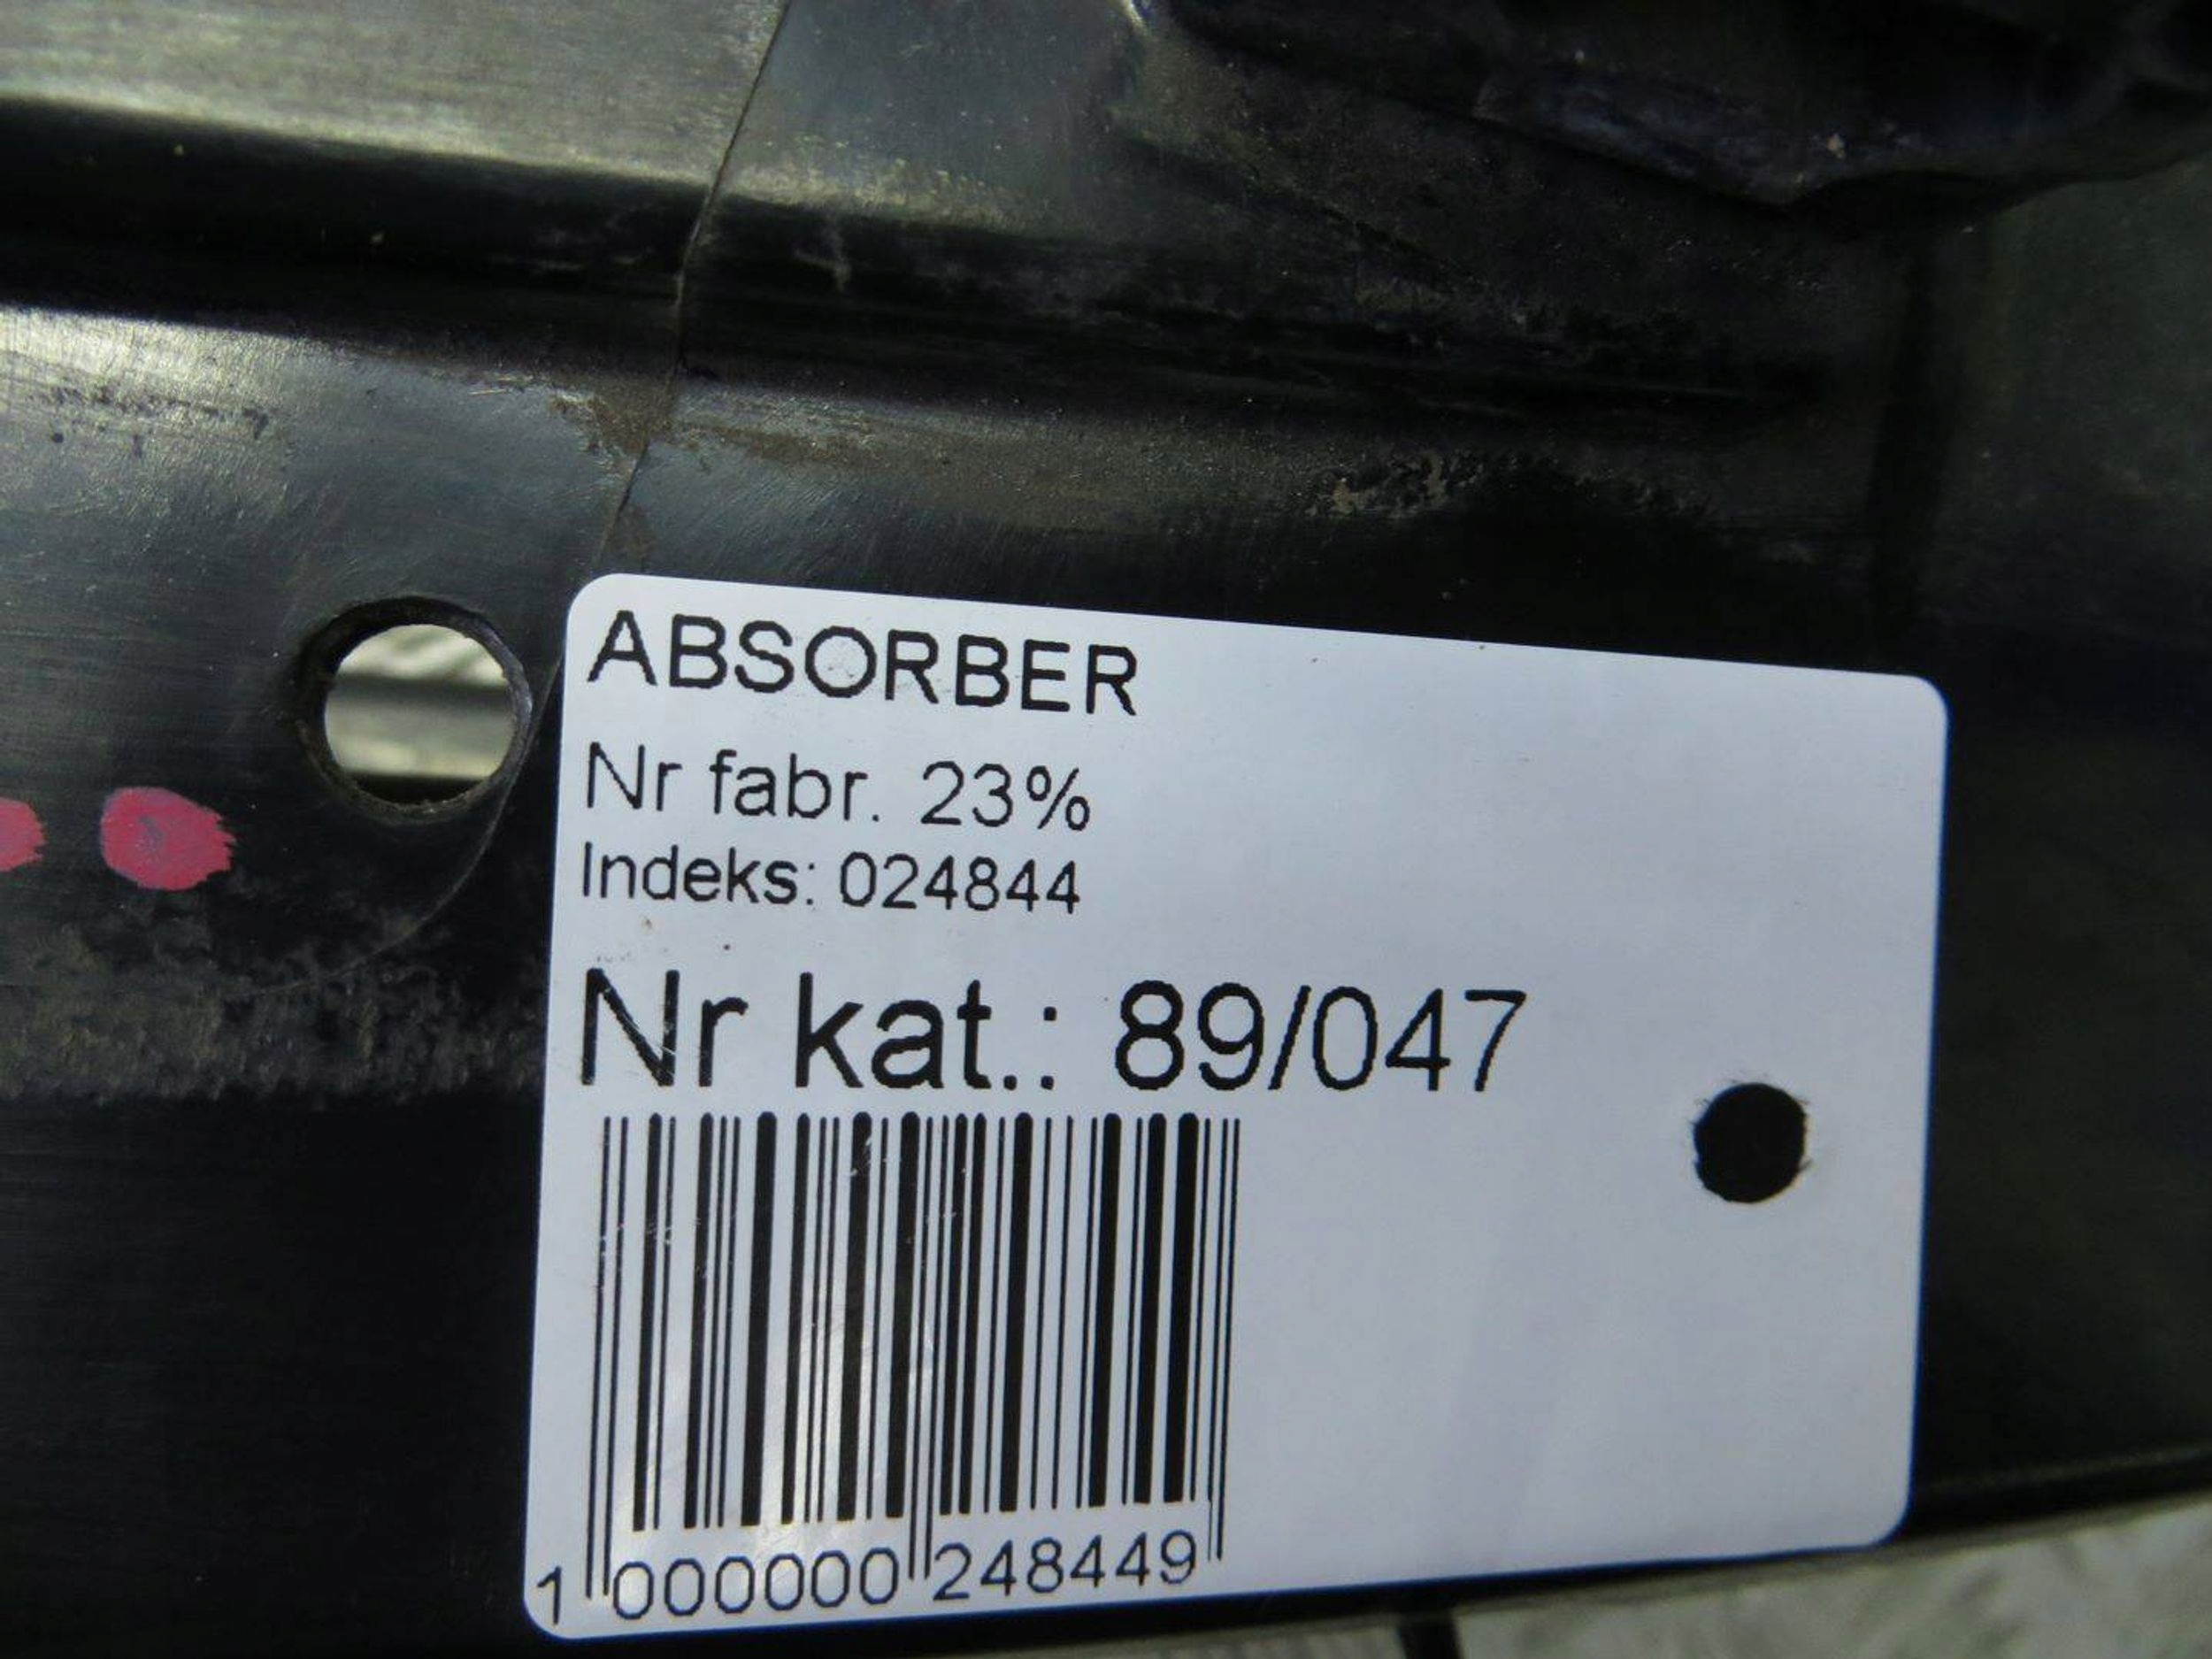 ABSORBER
Nr fabr. 23%
Indeks: 024844
Nr kat.: 89/047
1 000000 248449